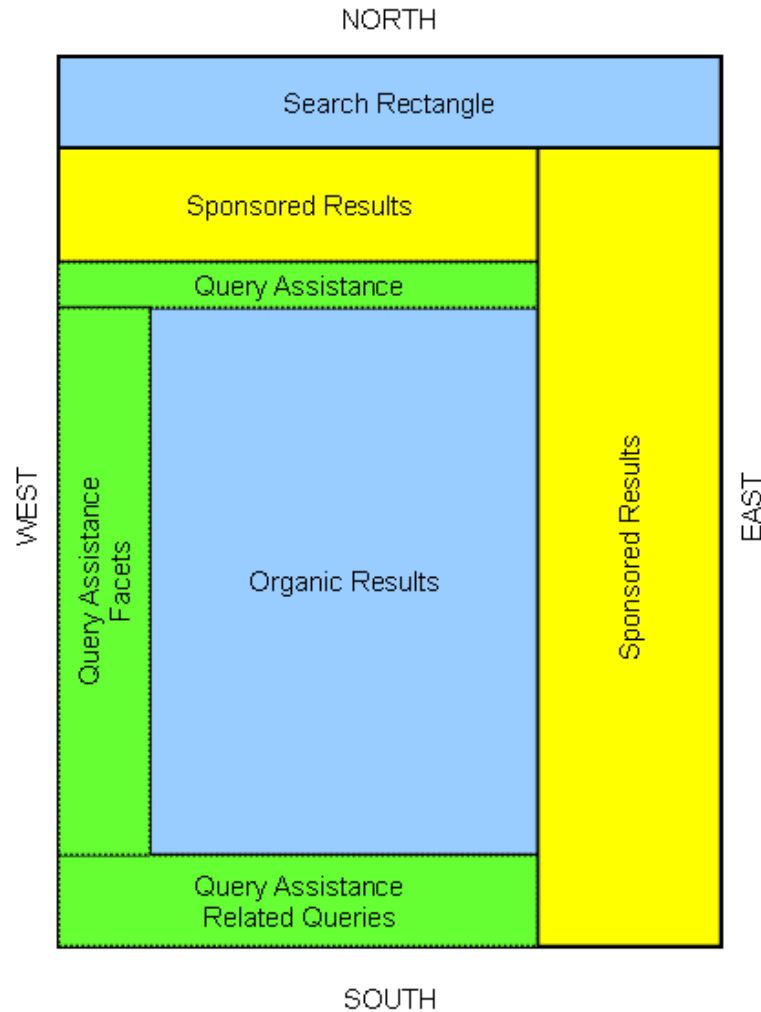 NORTH
Search Rectangle
Sponsored Results
Query Assistance
WEST
Query Assistance
Facets
Organic Results
Sponsored Results
EAST
Query Assistance
Related Queries
SOUTH